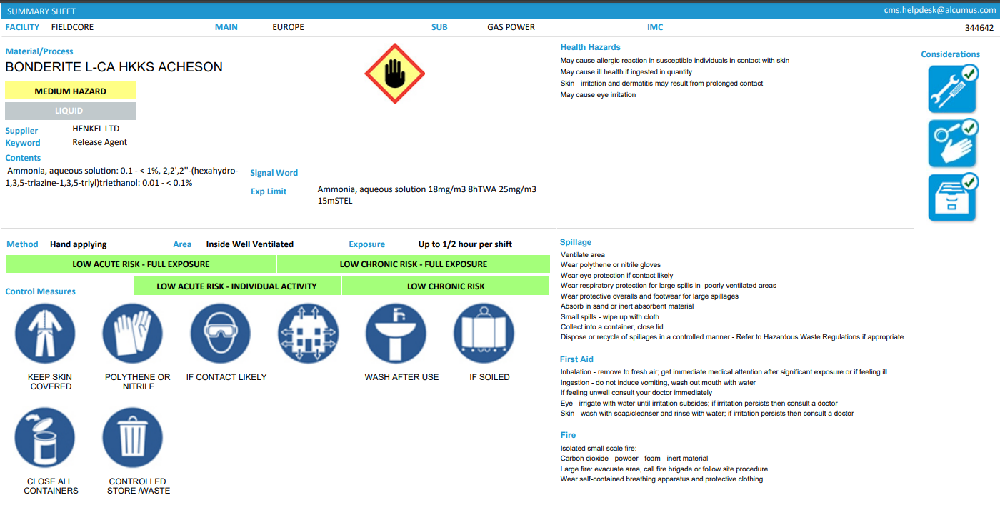 SUMMARY SHEET
cms.helpdesk@alcumus.com
FACILITY FIELDCORE MAIN EUROPE SUB GAS POWER IMC 344642
Material/Process
BONDERITE L-CA HKKS ACHESON
MEDIUM HAZARD
LIQUID
Supplier HENKEL LTD
Keyword Release Agent
Contents
Ammonia, aqueous solution: 0.1 - < 1%, 2,2',2''-(hexahydro-
1,3,5-triazine-1,3,5-triyl)triethanol: 0.01 - < 0.1%
Signal Word
Exp Limit Ammonia, aqueous solution 18mg/m3 8hTWA 25mg/m3
15mSTEL
Health Hazards
May cause allergic reaction in susceptible individuals in contact with skin
May cause ill health if ingested in quantity
Skin - irritation and dermatitis may result from prolonged contact
May cause eye irritation
Considerations
Method Hand applying Area Inside Well Ventilated Exposure Up to 1/2 hour per shift
LOW ACUTE RISK - FULL EXPOSURE LOW CHRONIC RISK - FULL EXPOSURE
LOW ACUTE RISK - INDIVIDUAL ACTIVITY LOW CHRONIC RISK
Control Measures
KEEP SKIN
COVERED
POLYTHENE OR
NITRILE
IF CONTACT LIKELY
WASH AFTER USE
IF SOILED
CLOSE ALL
CONTAINERS
CONTROLLED
STORE /WASTE
Spillage
Ventilate area
Wear polythene or nitrile gloves
Wear eye protection if contact likely
Wear respiratory protection for large spills in poorly ventilated areas
Wear protective overalls and footwear for large spillages
Absorb in sand or inert absorbent material
Small spills - wipe up with cloth
Collect into a container, close lid
Dispose or recycle of spillages in a controlled manner - Refer to Hazardous Waste Regulations if appropriate
First Aid
Inhalation - remove to fresh air; get immediate medical attention after significant exposure or if feeling ill
Ingestion - do not induce vomiting, wash out mouth with water
If feeling unwell consult your doctor immediately
Eye - irrigate with water until irritation subsides; if irritation persists then consult a doctor
Skin - wash with soap/cleanser and rinse with water; if irritation persists then consult a doctor
Fire
Isolated small scale fire:
Carbon dioxide - powder - foam - inert material
Large fire: evacuate area, call fire brigade or follow site procedure
Wear self-contained breathing apparatus and protective clothing